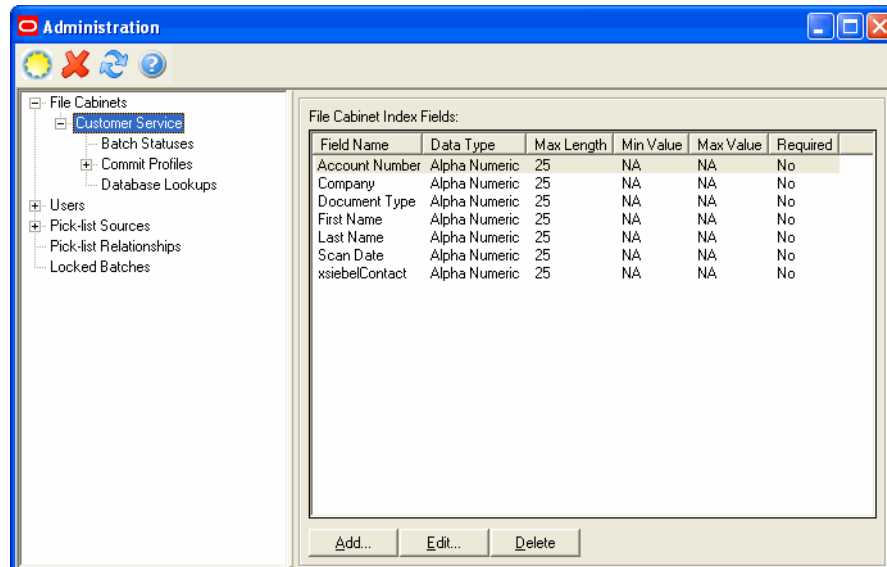 Administration
File Cabinets
Customer Service
Batch Statuses
Commit Profiles
Database Lookups
Users
Pick-list Sources
Pick-list Relationships
Locked Batches
File Cabinet Index Fields:
Field Name Data Type Max Length Min Value Max Value Required
Account Number Alpha Numeric 25 NA NA No
Company Alpha Numeric 25 NA NA No
Document Type Alpha Numeric 25 NA NA No
First Name Alpha Numeric 25 NA NA No
Last Name Alpha Numeric 25 NA NA No
Scan Date Alpha Numeric 25 NA NA No
xsiebelContact Alpha Numeric 25 NA NA No
Add... Edit... Delete